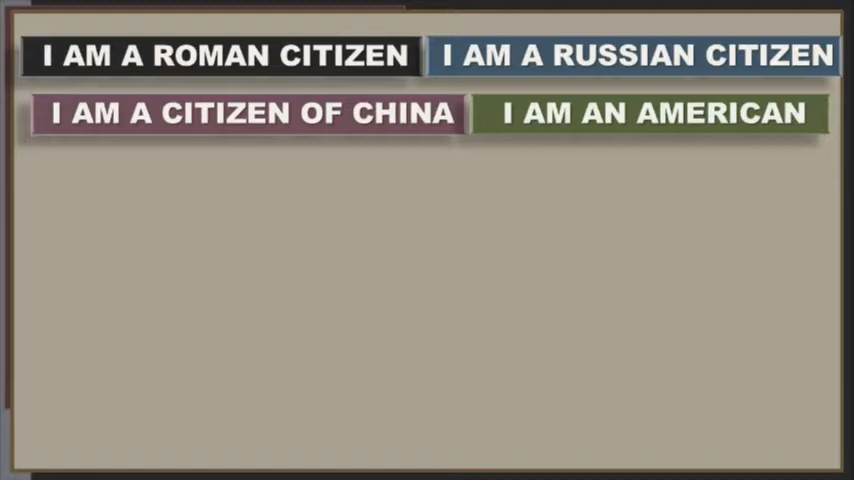 I AM A ROMAN CITIZEN I AM A RUSSIAN CITIZEN
I AM A CITIZEN OF CHINA I AM AN AMERICAN